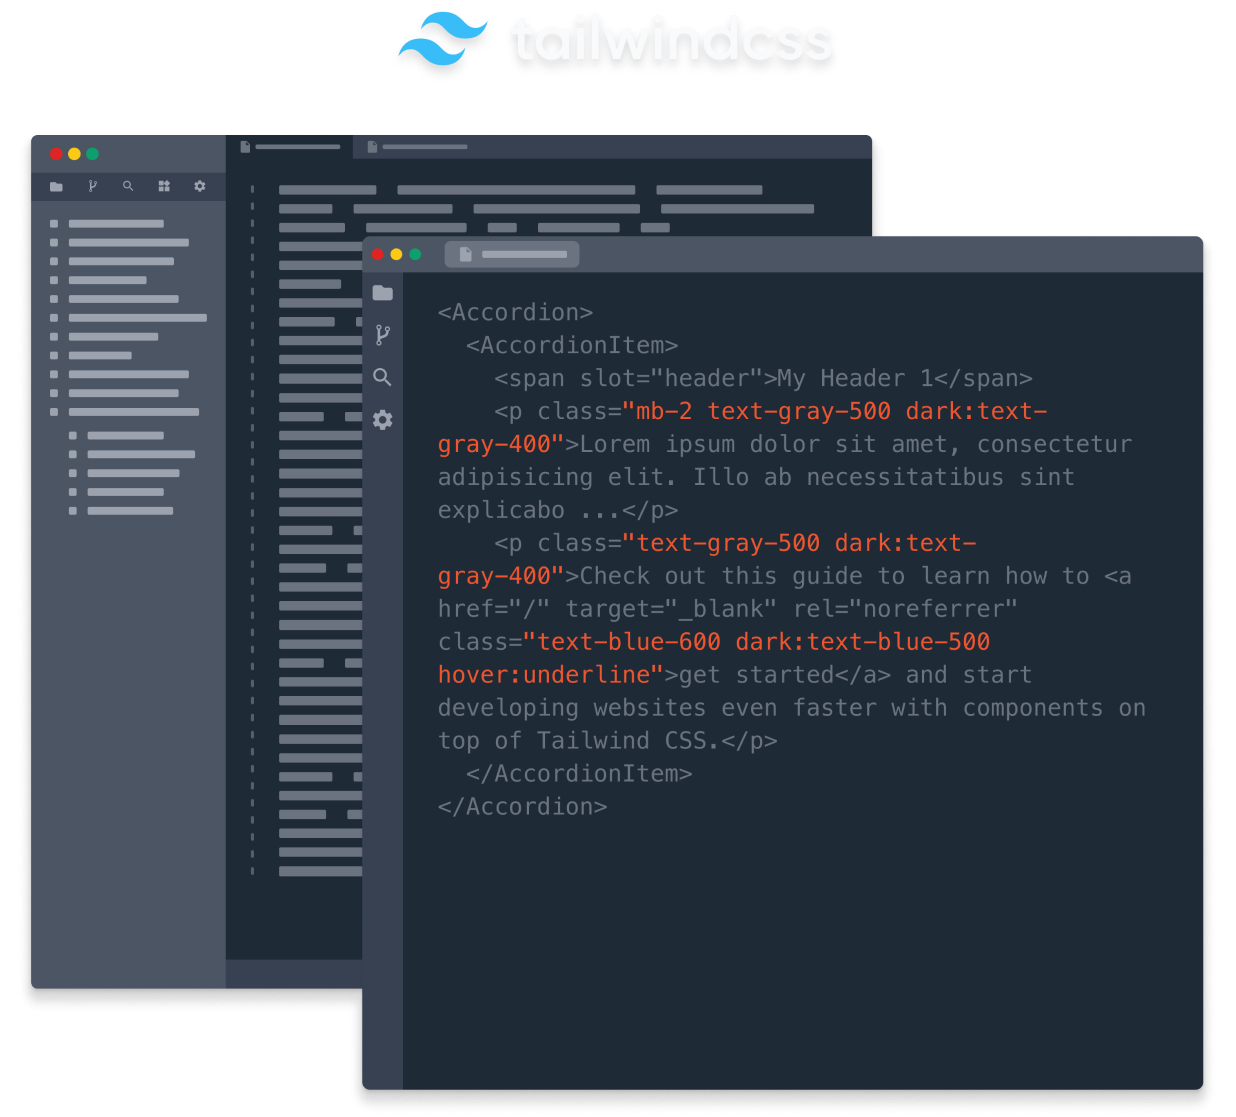 tailwindcss
<Accordion>
<AccordionItem>
<span slot="header">My Header 1</span>
<p class="mb-2 text-gray-500 dark:text-
gray-400">Lorem ipsum dolor sit amet, consectetur
adipisicing elit. Illo ab necessitatibus sint
explicabo ...</p>
<p class="text-gray-500 dark:text-
gray-400">Check out this guide to learn how to <a
href="/" target="_blank" rel="noreferrer"
class="text-blue-600 dark:text-blue-500
hover:underline">get started</a> and start
developing websites even faster with components on
top of Tailwind CSS.</p>
</AccordionItem>
</Accordion>